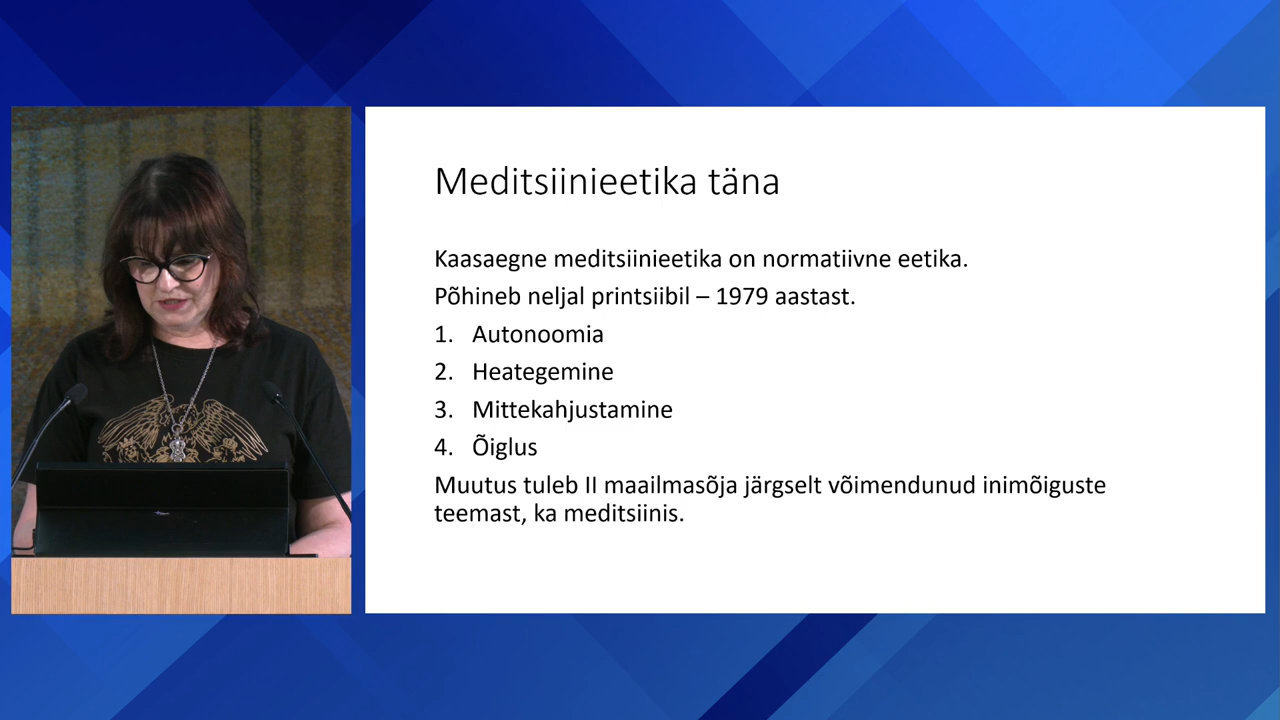 Meditsiinieetika täna
Kaasaegne meditsiinieetika on normatiivne eetika.
Põhineb neljal printsiibil – 1979 aastast.
1. Autonoomia
2. Heategemine
3. Mittekahjustamine
4. Õiglus
Muutus tuleb II maailmasõja järgselt võimendunud inimõiguste
teemast, ka meditsiinis.